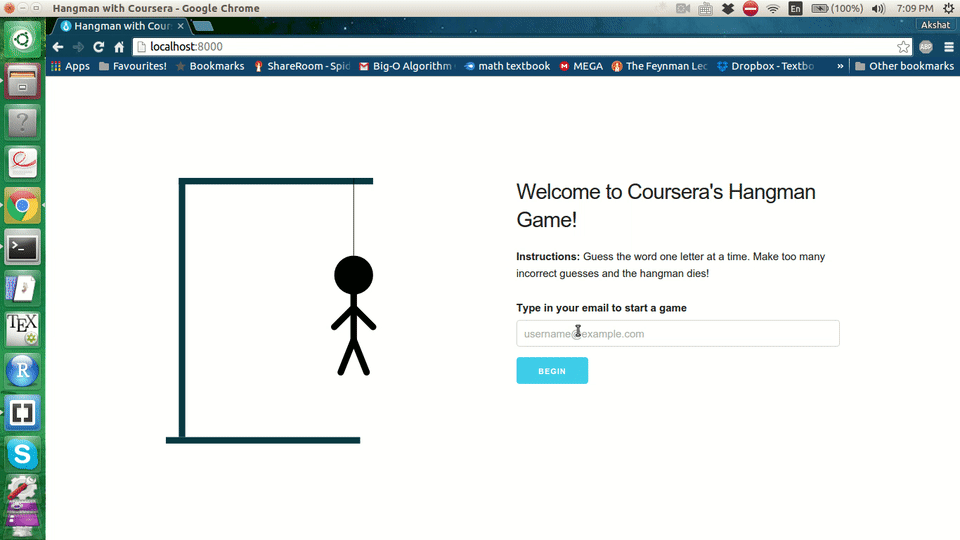 Hangman with Coursera - Google Chrome
En
(100%)
7:09 PM
Hangman with Cour
Akshat
localhost:8000
ABP
Apps
Favourites!
Bookmarks
ShareRoom - Spid
Big-O Algorithm
math textbook
MEGA
The Feynman Lec
Dropbox - Textbo
»
Other bookmarks
Welcome to Coursera's Hangman
Game!
Instructions: Guess the word one letter at a time. Make too many
incorrect guesses and the hangman dies!
Type in your email to start a game
username@example.com
BEGIN
?
TEX
R
S